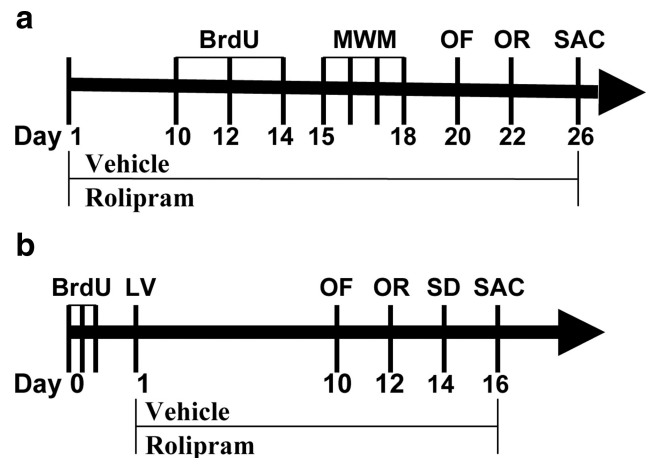 a
BrdU MWM OF OR SAC
Day 1 10 12 14 15 18 20 22 26
Vehicle
Rolipram
b
BrdU LV OF OR SD SAC
Day 0 1 10 12 14 16
Vehicle
Rolipram